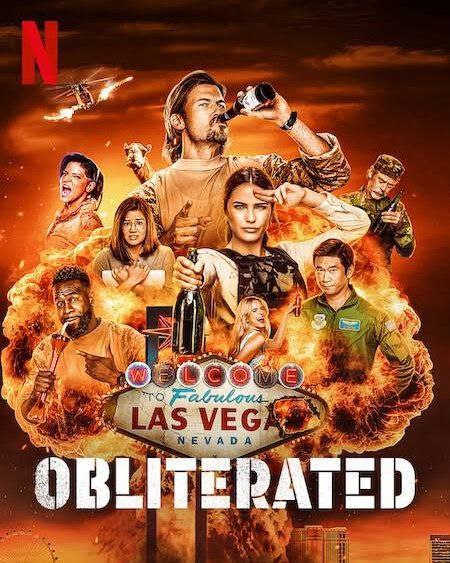 N
WELCOME
TO Fabulous
LAS VEGA
NEVADA
OBLITERATED